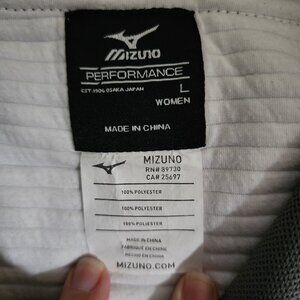 MIZUNO
PERFORMANCE
EST. 1906 OSAKA JAPAN L
WOMEN
MADE IN CHINA
MIZUNO
RN# 89730
CA# 25697
100% POLYESTER
100% POLYESTER
100% POLIESTER
MADE IN CHINA
FABRIQUÉ EN CHINE
HECHO EN CHINA
MIZUNO.COM